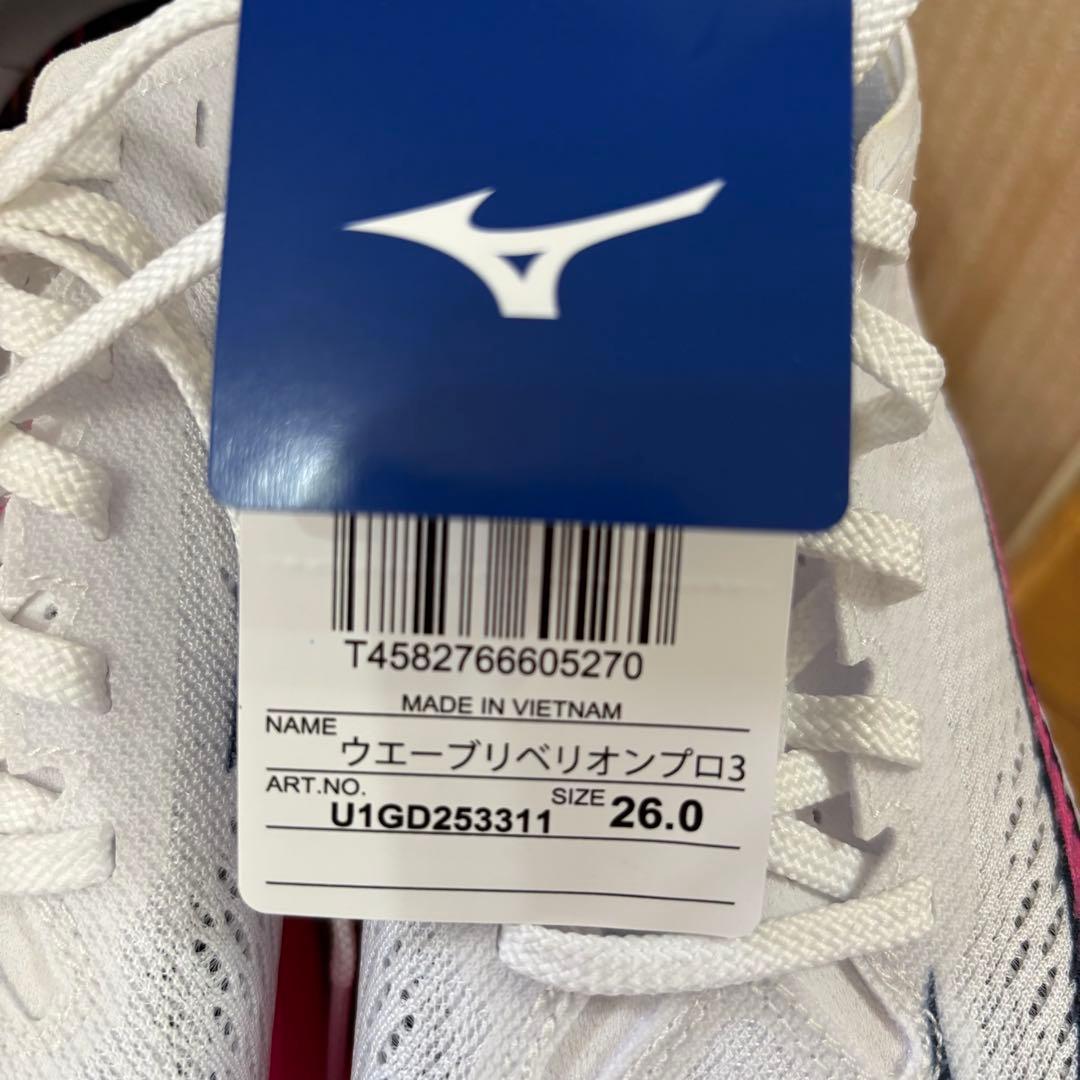 T4582766605270
MADE IN VIETNAM
NAME
ウエーブリベリオンプロ3
ART.NO.
U1GD253311
SIZE 26.0